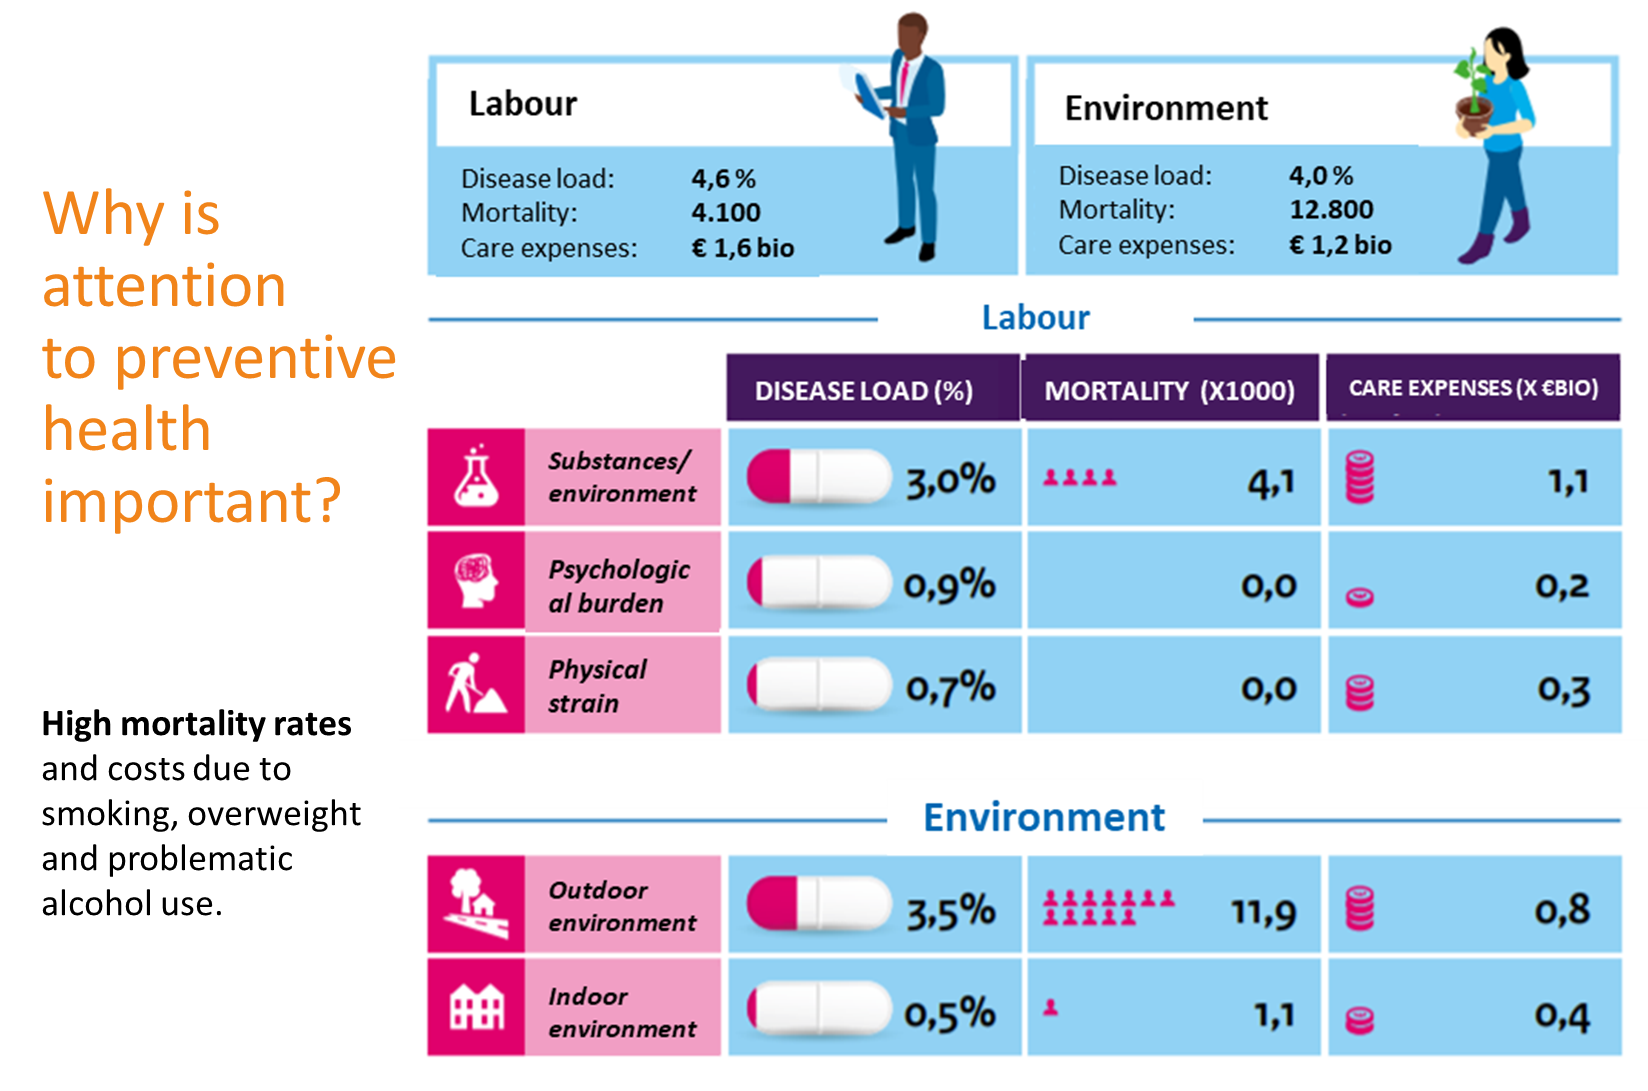 Why is
attention
to preventive
health
important?
High mortality rates
and costs due to
smoking, overweight
and problematic
alcohol use.
Labour
Disease load: 4,6 %
Mortality: 4.100
Care expenses: € 1,6 bio
Environment
Disease load: 4,0 %
Mortality: 12.800
Care expenses: € 1,2 bio
Labour
DISEASE LOAD (%) MORTALITY (X1000) CARE EXPENSES (X €BIO)
Substances/
environment
3,0% 4,1 1,1
Psychologic
al burden
0,9% 0,0 0,2
Physical
strain
0,7% 0,0 0,3
Environment
Outdoor
environment
3,5% 11,9 0,8
Indoor
environment
0,5% 1,1 0,4